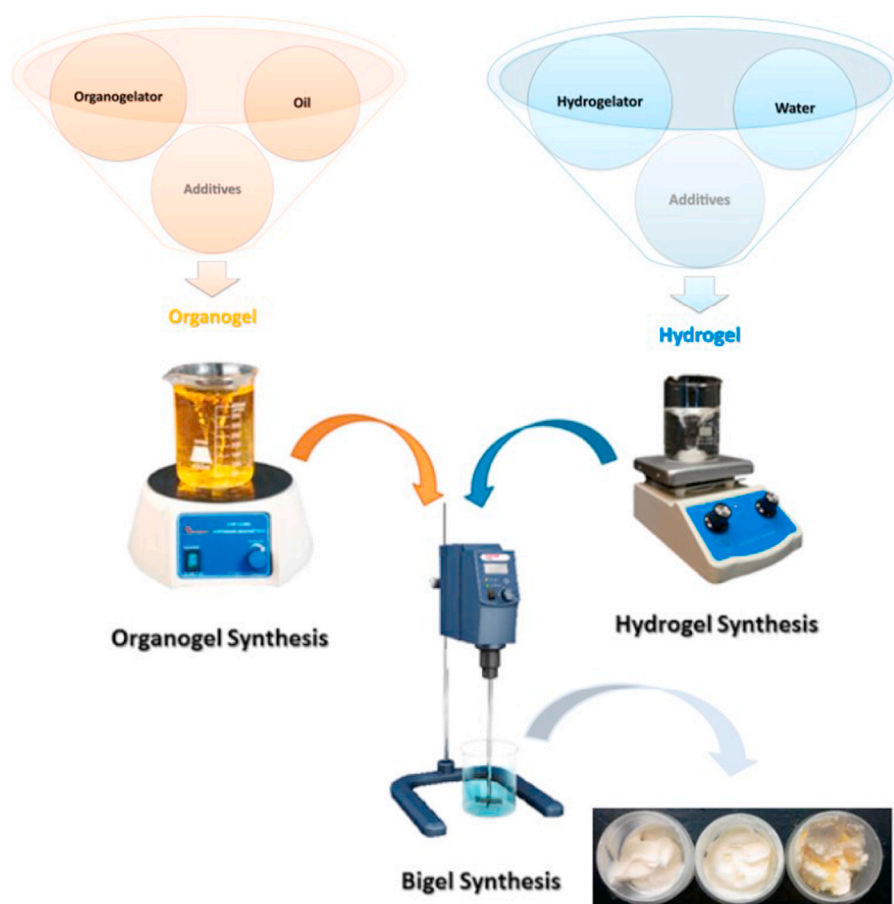 Organogelator
Oil
Additives
Hydrogelator
Water
Additives
Organogel
Hydrogel
Organogel Synthesis
Hydrogel Synthesis
Bigel Synthesis